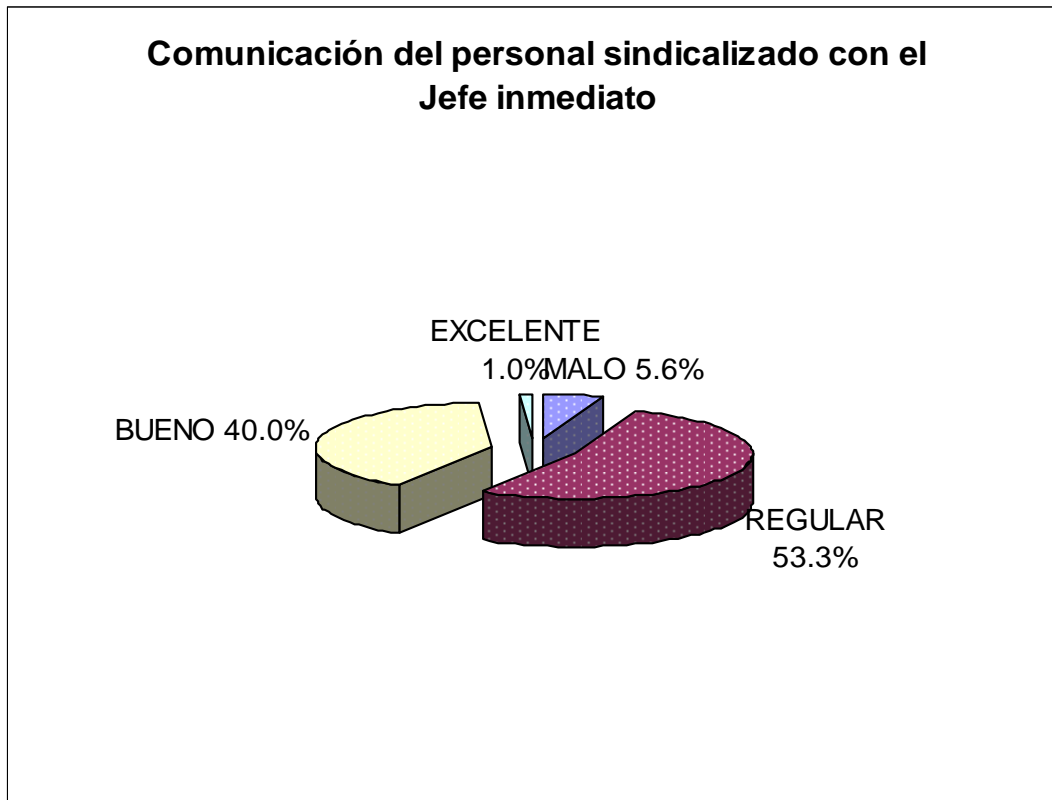 Comunicación del personal sindicalizado con el
Jefe inmediato
EXCELENTE
1.0%
MALO 5.6%
BUENO 40.0%
REGULAR
53.3%